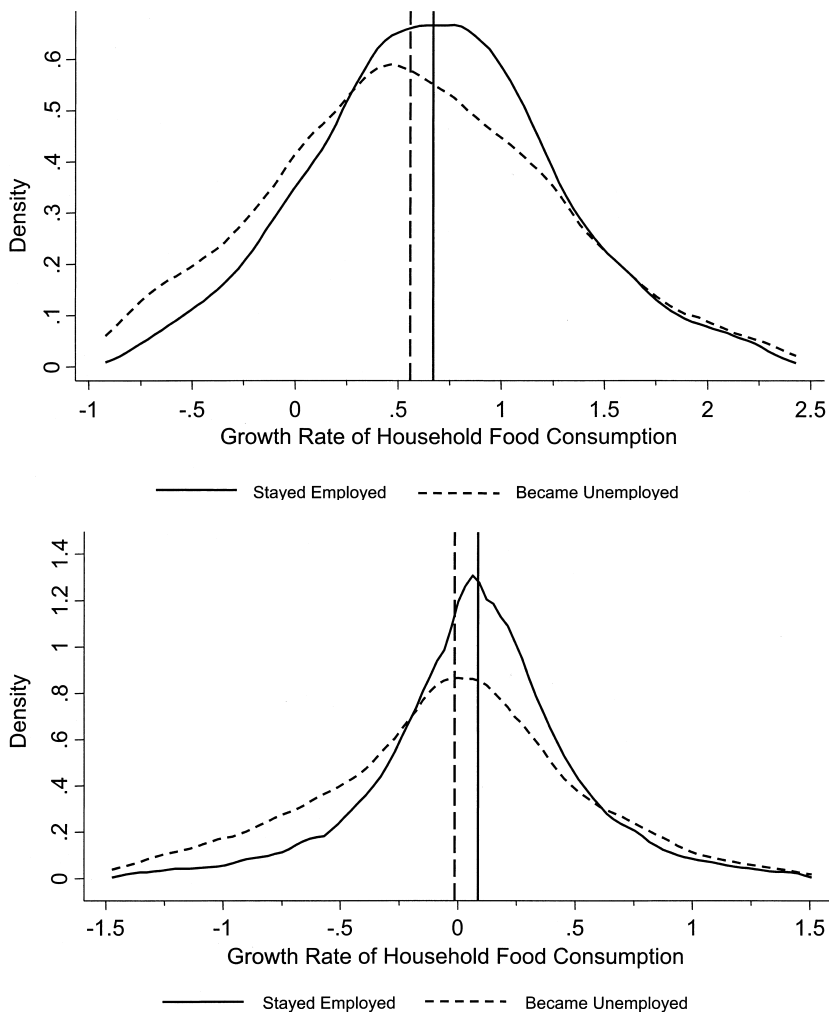 Density
.6
.5
.4
.3
.2
.1
0
-1 -.5 0 .5 1 1.5 2 2.5
Growth Rate of Household Food Consumption
Stayed Employed Became Unemployed
Density
1.4
1.2
1
.8
.6
.4
.2
0
-1.5 -1 -.5 0 .5 1 1.5
Growth Rate of Household Food Consumption
Stayed Employed Became Unemployed